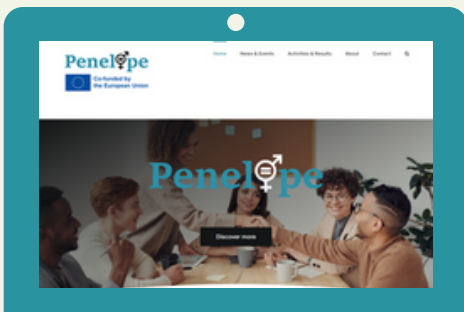 Penelope
Co-funded by
the European Union
Home News & Events Activities & Results About Contact
Penelope
Discover more